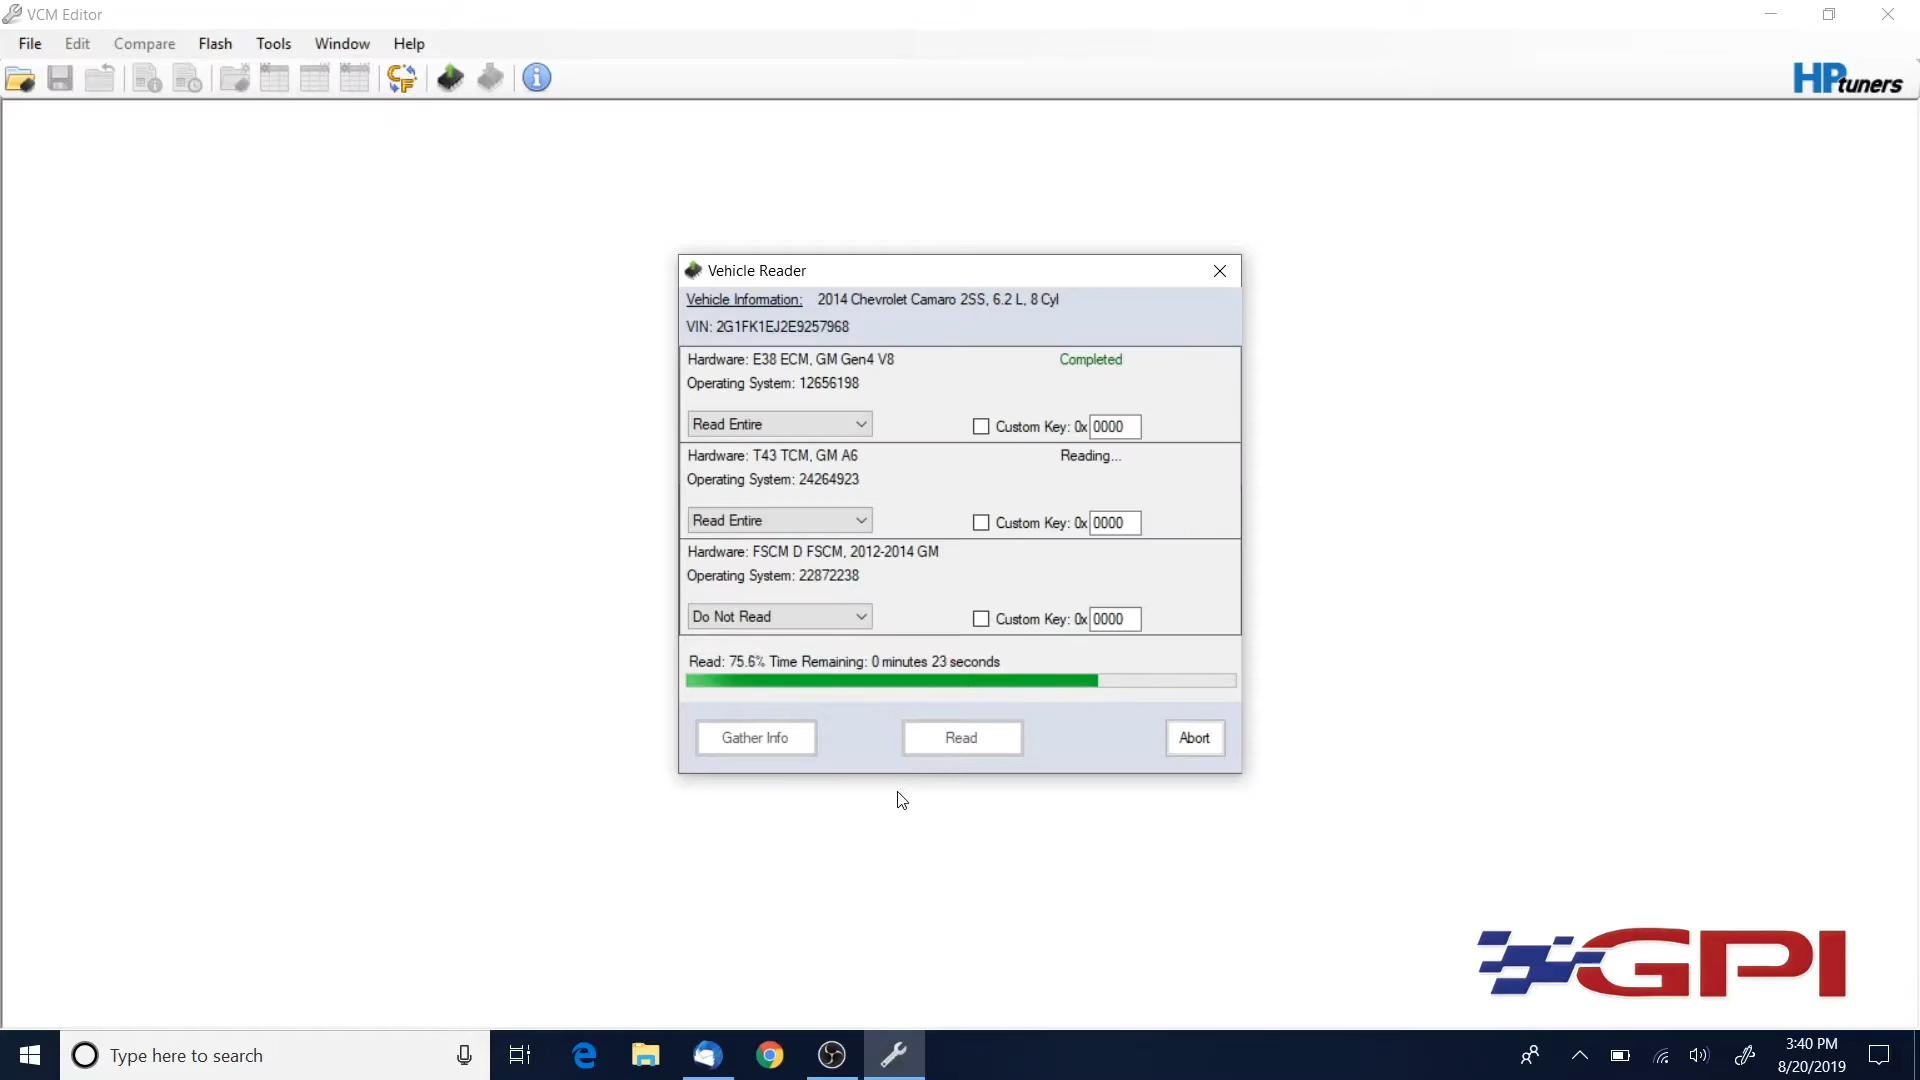 VCM Editor
File Edit Compare Flash Tools Window Help
HPtuners
Vehicle Reader
Vehicle Information: 2014 Chevrolet Camaro 2SS, 6.2 L, 8 Cyl
VIN: 2G1FK1EJ2E9257968
Hardware: E38 ECM, GM Gen4 V8 Completed
Operating System: 12656198
Read Entire Custom Key: 0x 0000
Hardware: T43 TCM, GM A6 Reading...
Operating System: 24264923
Read Entire Custom Key: 0x 0000
Hardware: FSCM D FSCM, 2012-2014 GM
Operating System: 22872238
Do Not Read Custom Key: 0x 0000
Read: 75.6% Time Remaining: 0 minutes 23 seconds
Gather Info Read Abort
GPI
Type here to search
3:40 PM
8/20/2019